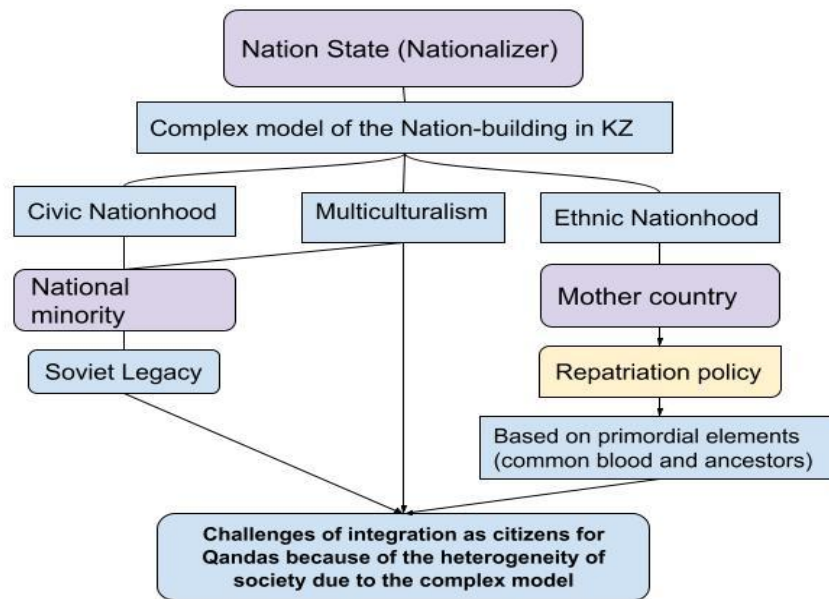 Nation State (Nationalizer)
Complex model of the Nation-building in KZ
Civic Nationhood
Multiculturalism
Ethnic Nationhood
National
minority
Mother country
Soviet Legacy
Repatriation policy
Based on primordial elements
(common blood and ancestors)
Challenges of integration as citizens for
Qandas because of the heterogeneity of
society due to the complex model